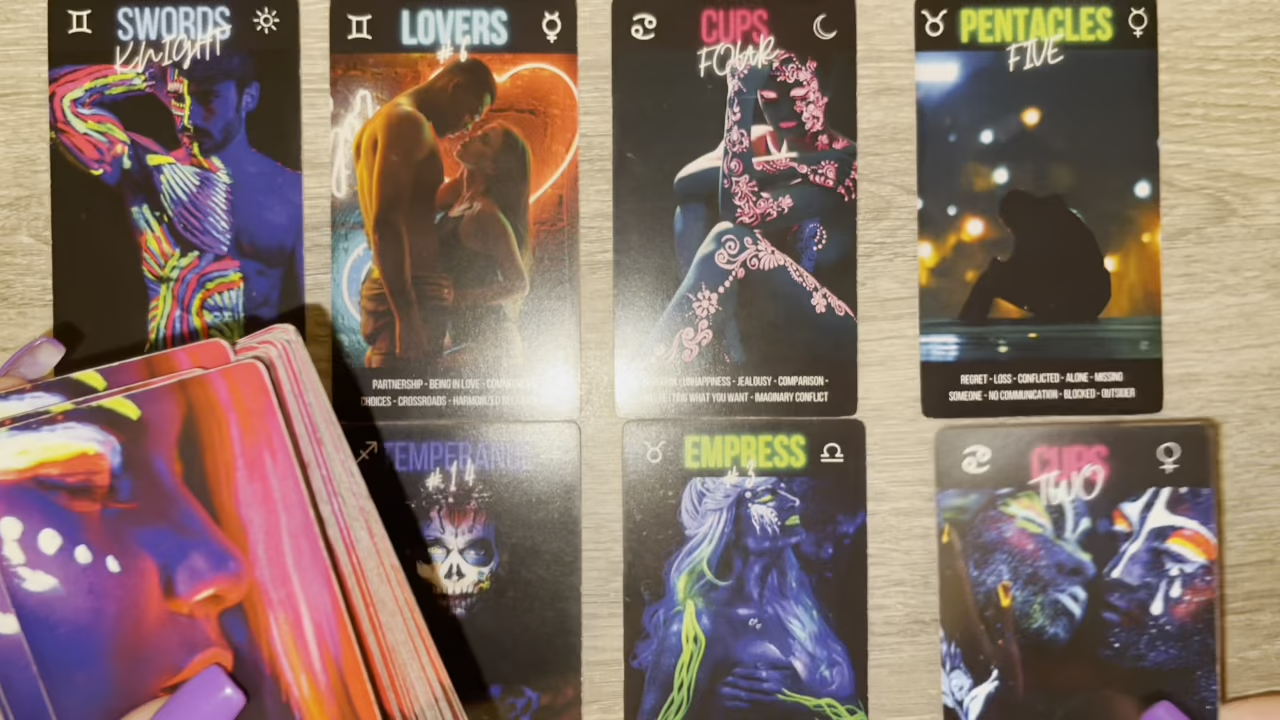 SWORDS
KNIGHT
LOVERS
#6
CUPS
FOUR
PENTACLES
FIVE
PARTNERSHIP - BEING IN LOVE -
CHOICES - CROSSROADS - HARMONIZED
UNHAPPINESS - JEALOUSY - COMPARISON -
WHAT YOU WANT - IMAGINARY CONFLICT
REGRET - LOSS - CONFLICTED - ALONE - MISSING
SOMEONE - NO COMMUNICATION - BLOCKED - OUTSIDER
TEMPERANCE
#14
EMPRESS
#3
CUPS
TWO